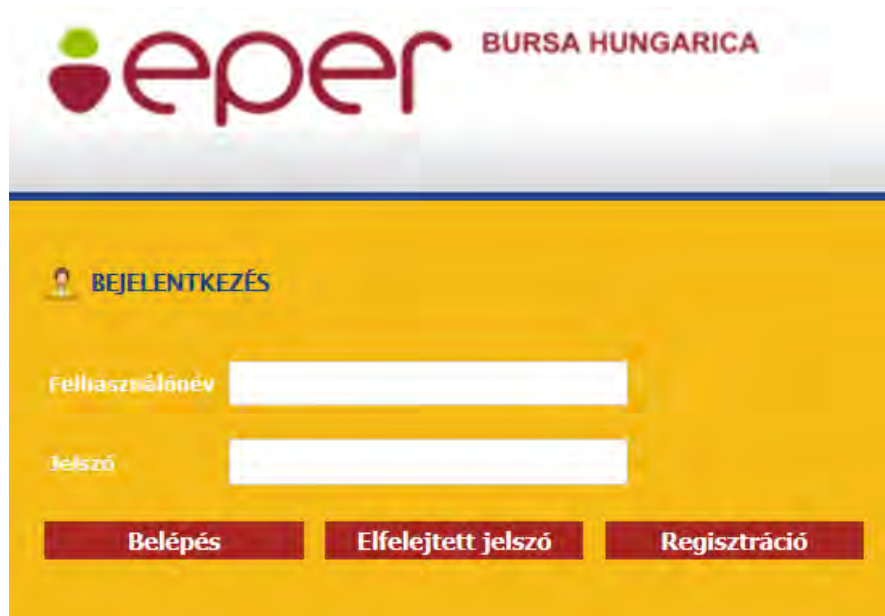 eper BURSA HUNGARICA
BEJELENTKEZÉS
Felhasználónév
Jelszó
Belépés Elfelejtett jelszó Regisztráció